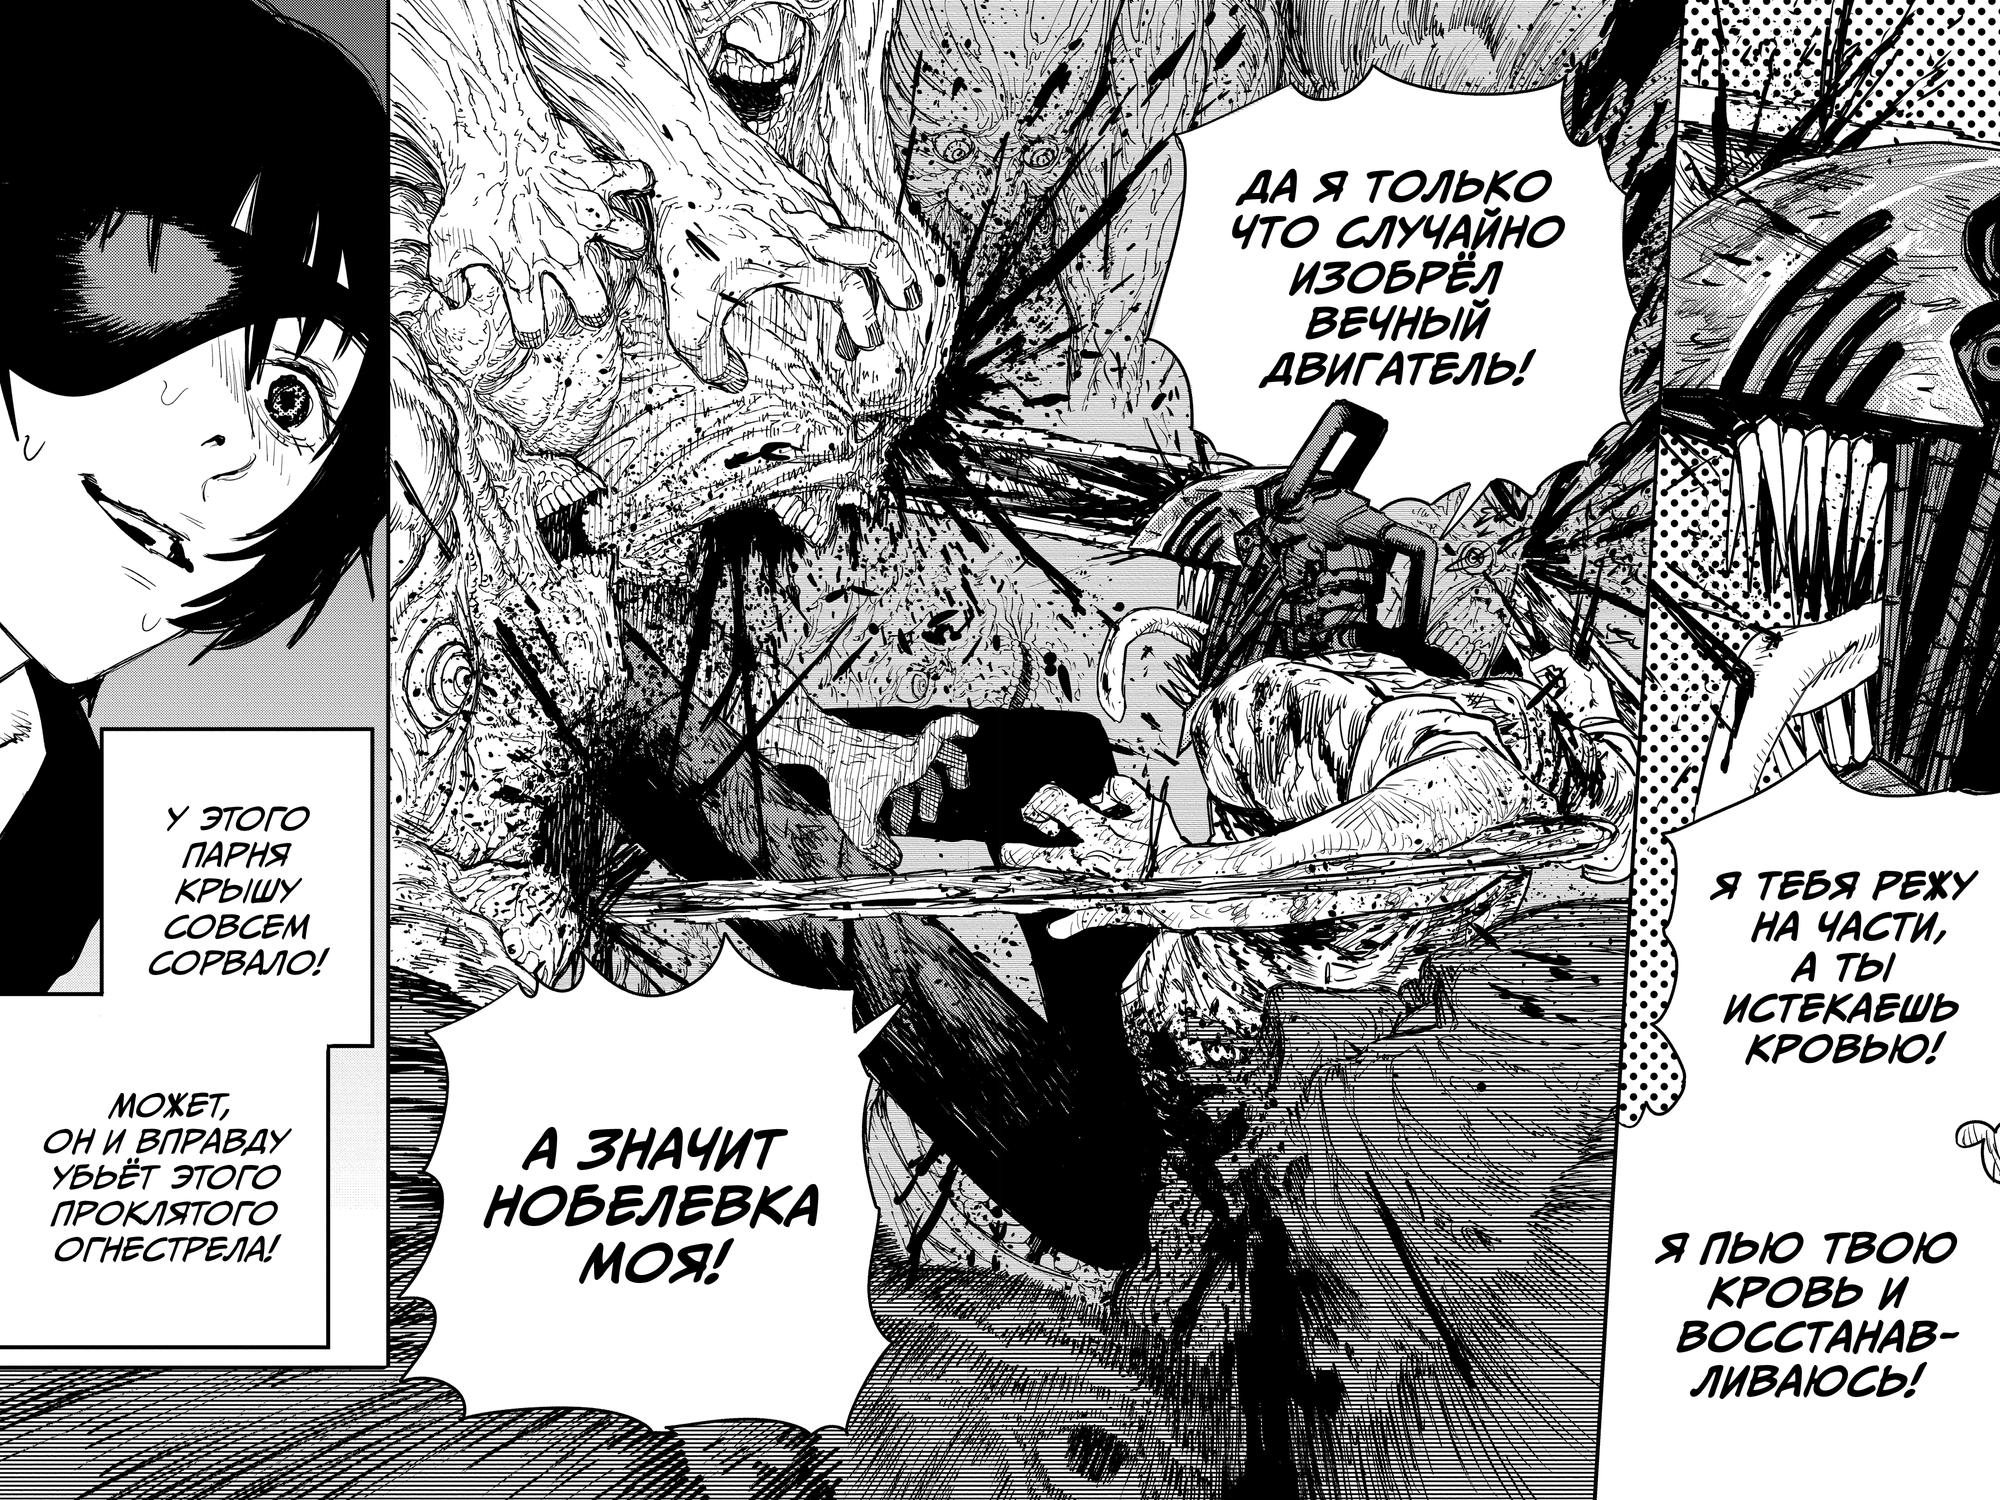 Я ТЕБЯ РЕЖУ
НА ЧАСТИ,
А ТЫ
ИСТЕКАЕШЬ
КРОВЬЮ!
Я ПЬЮ ТВОЮ
КРОВЬ И
ВОССТАНАВ-
ЛИВАЮСЬ!
ДА Я ТОЛЬКО
ЧТО СЛУЧАЙНО
ИЗОБРЁЛ
ВЕЧНЫЙ
ДВИГАТЕЛЬ!
А ЗНАЧИТ
НОБЕЛЕВКА
МОЯ!
У ЭТОГО
ПАРНЯ
КРЫШУ
СОВСЕМ
СОРВАЛО!
МОЖЕТ,
ОН И ВПРАВДУ
УБЬЁТ ЭТОГО
ПРОКЛЯТОГО
ОГНЕСТРЕЛА!